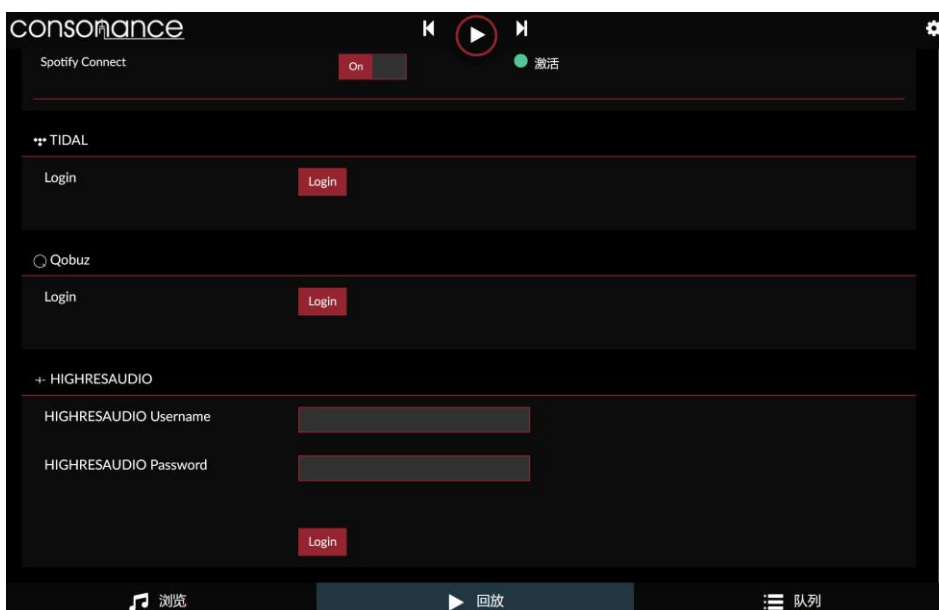 consonance
Spotify Connect On 激活
TIDAL
Login Login
Qobuz
Login Login
HIGHRESAUDIO
HIGHRESAUDIO Username
HIGHRESAUDIO Password
Login
浏览 回放 队列